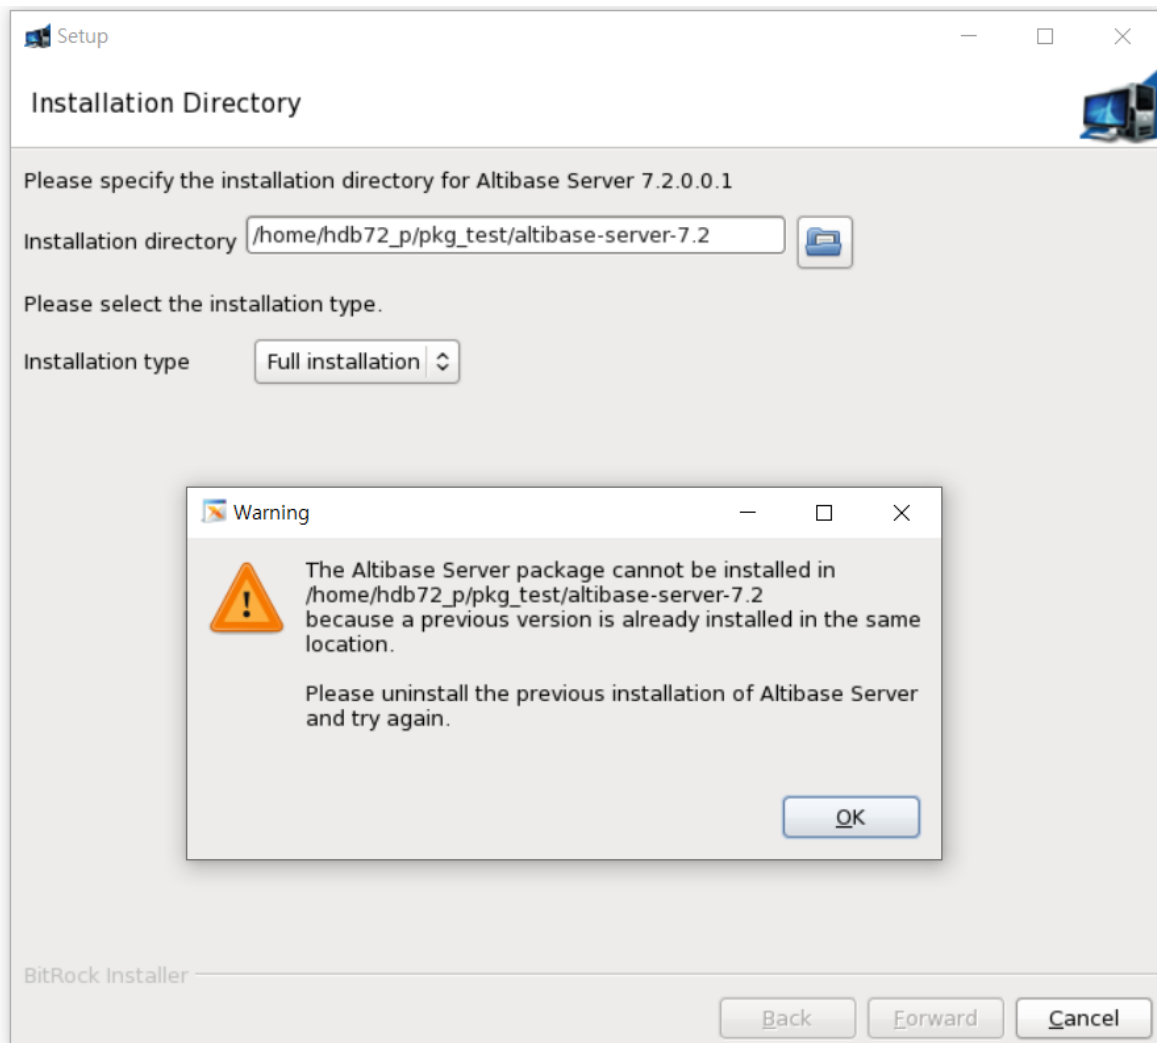 Setup
Installation Directory
Please specify the installation directory for Altibase Server 7.2.0.0.1
Installation directory /home/hdb72_p/pkg_test/altibase-server-7.2
Please select the installation type.
Installation type Full installation
Warning
The Altibase Server package cannot be installed in
/home/hdb72_p/pkg_test/altibase-server-7.2
because a previous version is already installed in the same
location.
Please uninstall the previous installation of Altibase Server
and try again.
OK
BitRock Installer
Back Forward Cancel